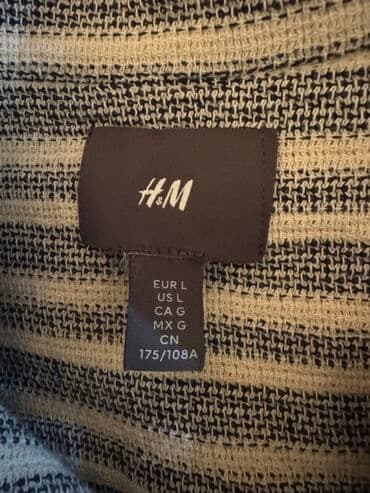 H&M
EUR L
US L
CA G
MX G
CN
175/108A